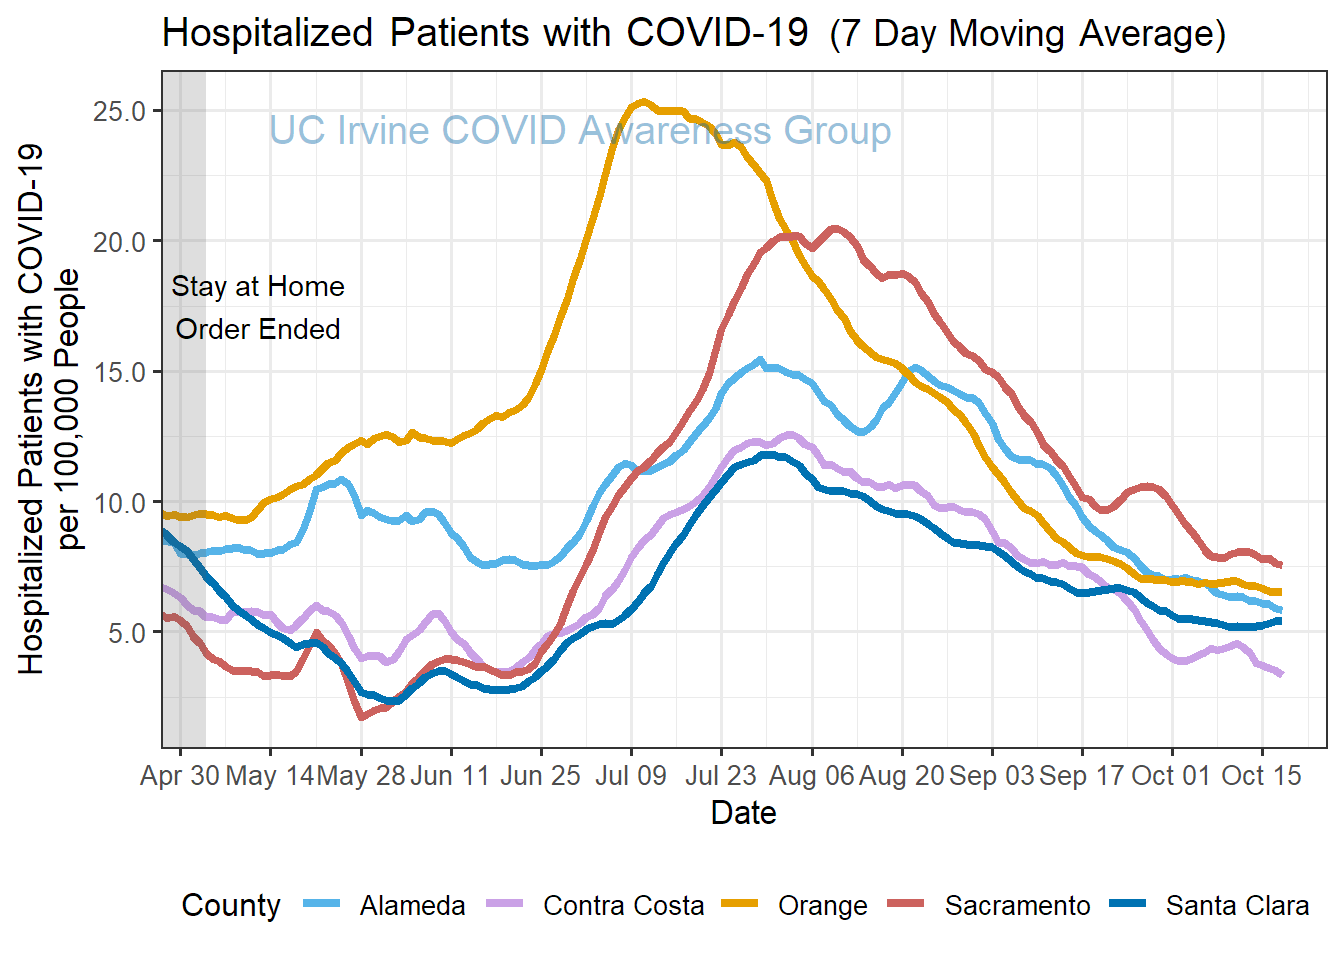 Hospitalized Patients with COVID-19 (7 Day Moving Average)
UC Irvine COVID Awareness Group
Hospitalized Patients with COVID-19
per 100,000 People
25.0
20.0
15.0
10.0
5.0
Stay at Home
Order Ended
Apr 30 May 14 May 28 Jun 11 Jun 25 Jul 09 Jul 23 Aug 06 Aug 20 Sep 03 Sep 17 Oct 01 Oct 15
Date
County Alameda Contra Costa Orange Sacramento Santa Clara